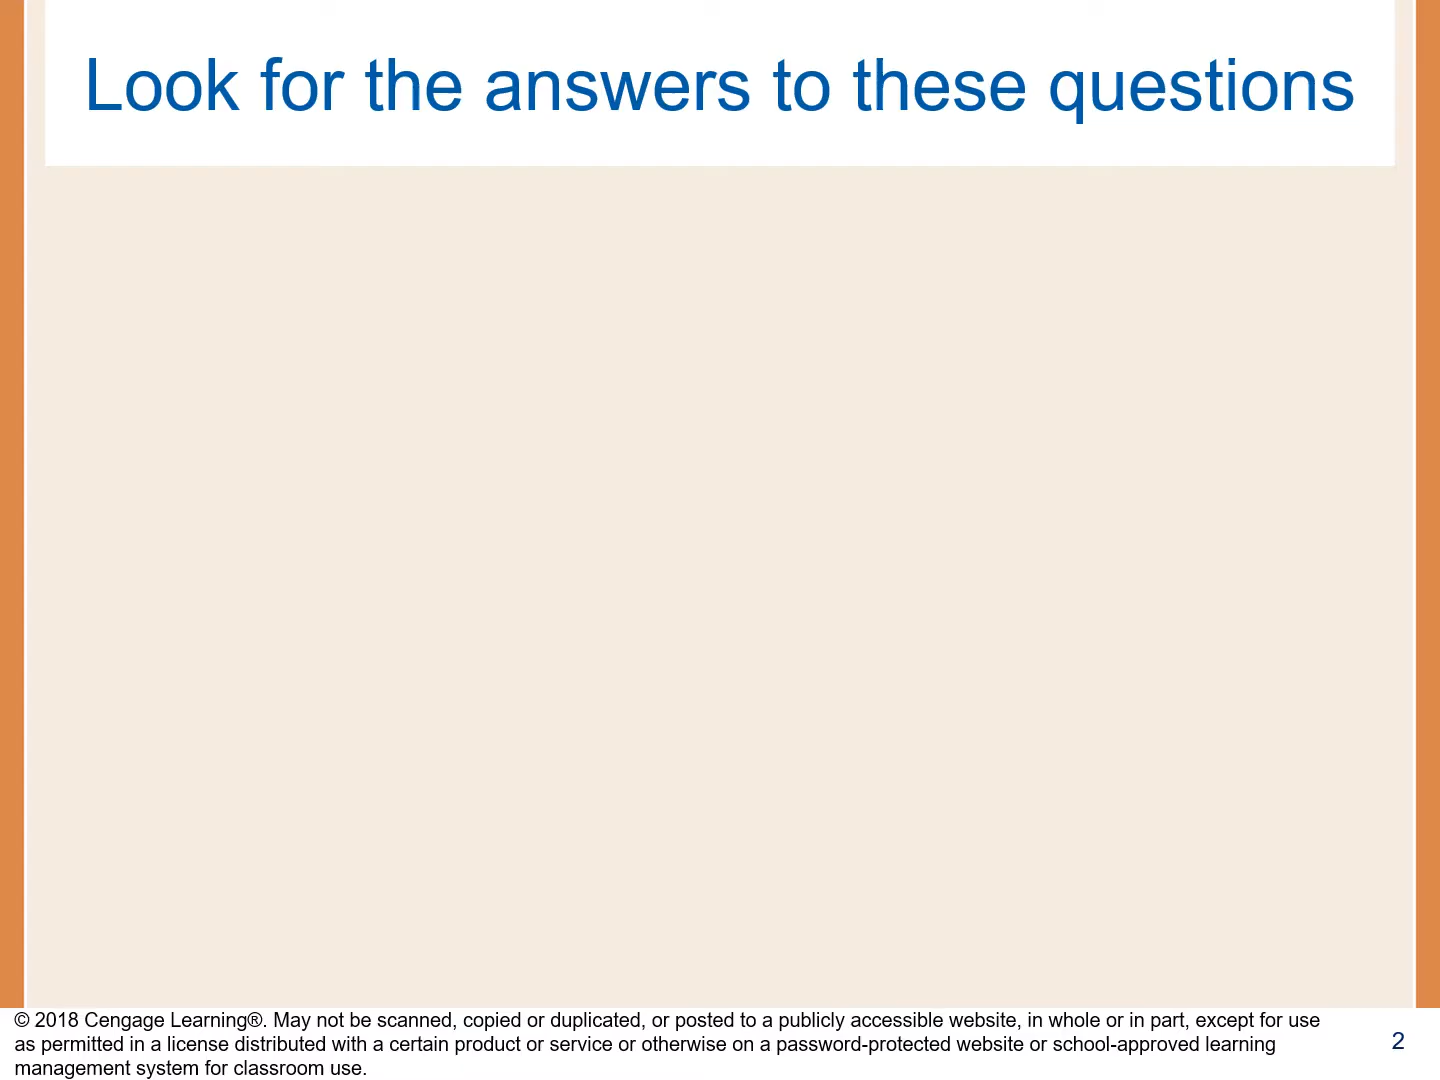 Look for the answers to these questions
© 2018 Cengage Learning®. May not be scanned, copied or duplicated, or posted to a publicly accessible website, in whole or in part, except for use
as permitted in a license distributed with a certain product or service or otherwise on a password-protected website or school-approved learning
management system for classroom use.
2